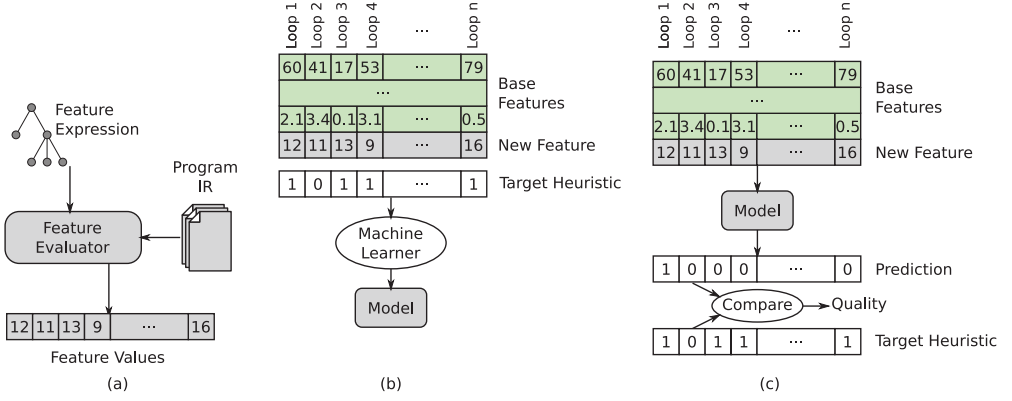 Feature
Expression
Program
IR
Feature
Evaluator
12 11 13 9 ... 16
Feature Values
(a)
Loop 1 Loop 2 Loop 3 Loop 4 ... Loop n
60 41 17 53 ... 79
...
Base
Features
2.1 3.4 0.1 3.1 ... 0.5
12 11 13 9 ... 16 New Feature
1 0 1 1 ... 1 Target Heuristic
Machine
Learner
Model
(b)
Loop 1 Loop 2 Loop 3 Loop 4 ... Loop n
60 41 17 53 ... 79
...
Base
Features
2.1 3.4 0.1 3.1 ... 0.5
12 11 13 9 ... 16 New Feature
Model
1 0 0 0 ... 0 Prediction
Compare Quality
1 0 1 1 ... 1 Target Heuristic
(c)